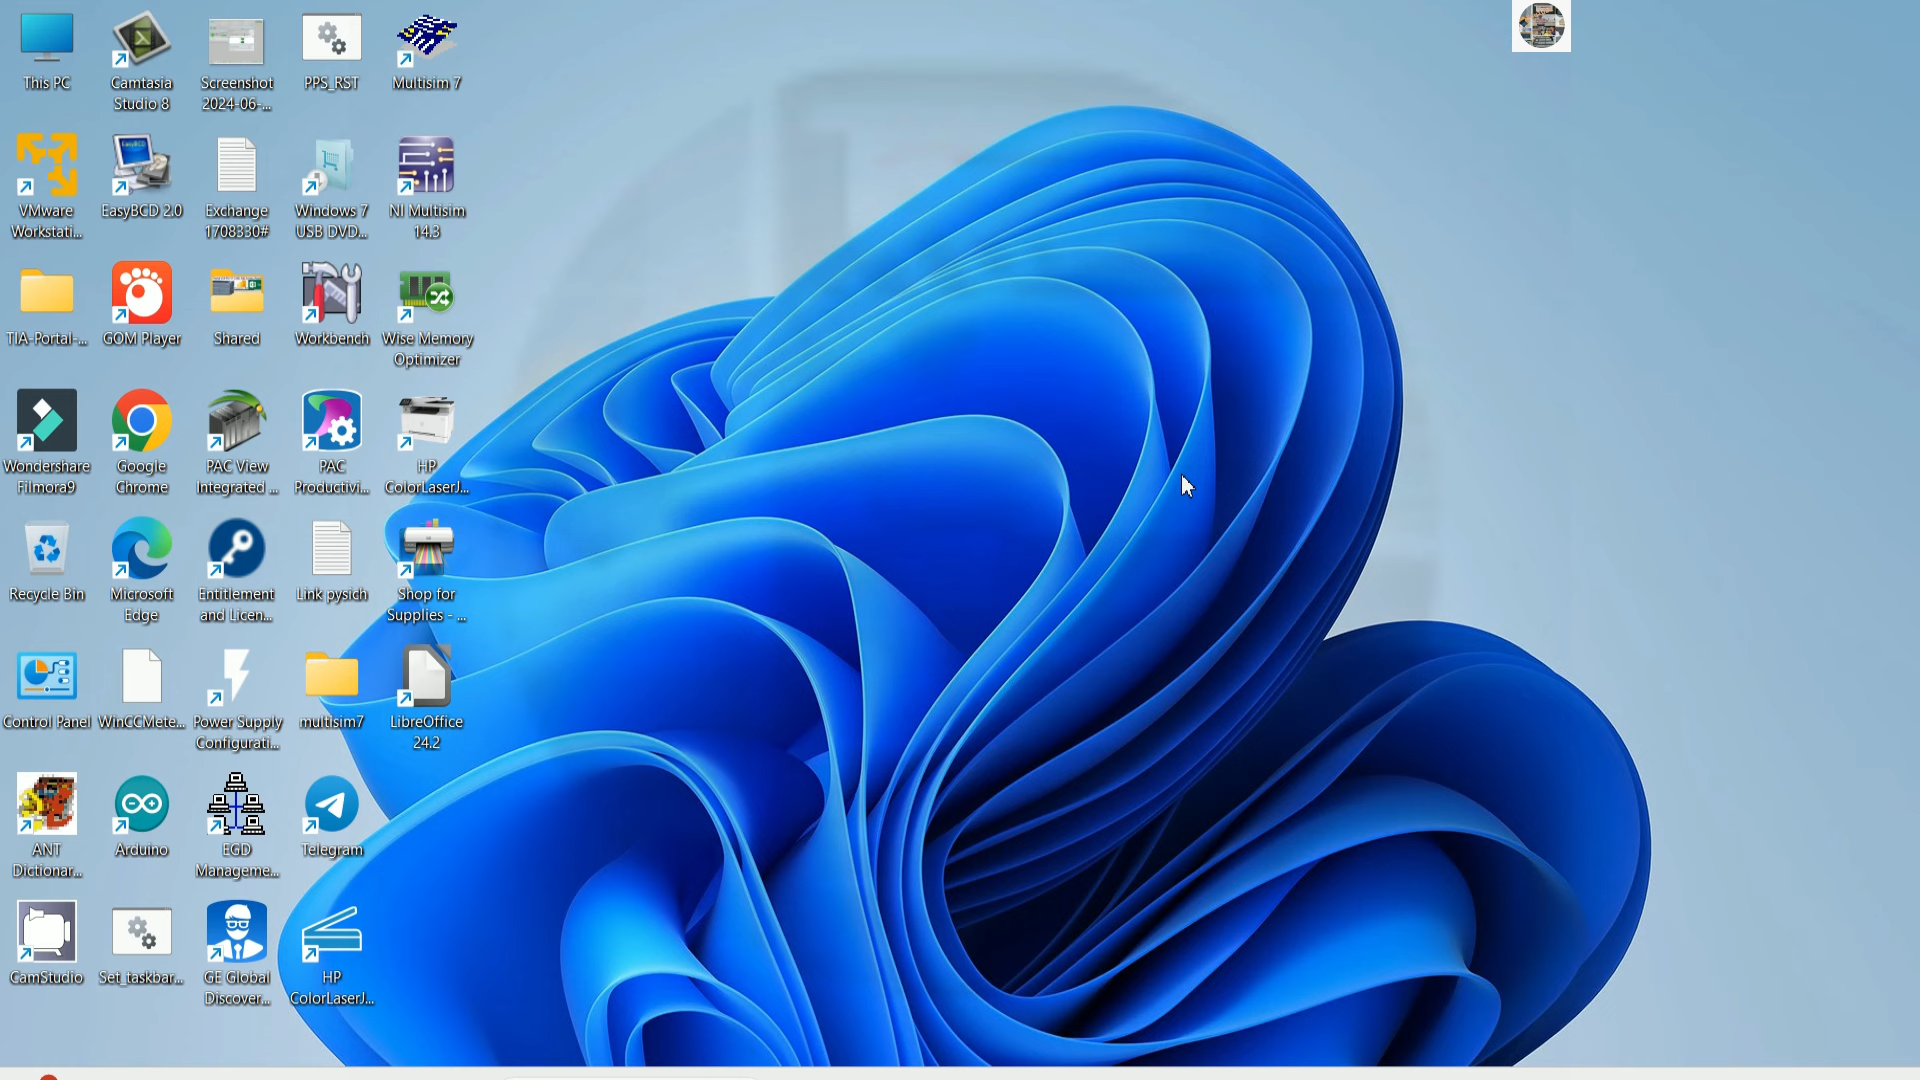 This PC
Camtasia
Studio 8
Screenshot
2024-06-...
PPS_RST
Multisim 7
VMware
Workstati...
EasyBCD 2.0
Exchange
1708330#
Windows 7
USB DVD...
NI Multisim
14.3
TIA-Portal-...
GOM Player
Shared
Workbench
Wise Memory
Optimizer
Wondershare
Filmora9
Google
Chrome
PAC View
Integrated ...
PAC
Productivi...
HP
ColorLaserJ...
Recycle Bin
Microsoft
Edge
Entitlement
and Licen...
Link pysich
Shop for
Supplies - ...
Control Panel
WinCCMete...
Power Supply
Configurati...
multisim7
LibreOffice
24.2
ANT
Dictionar...
Arduino
EGD
Manageme...
Telegram
CamStudio
Set_taskbar...
GE Global
Discover...
HP
ColorLaserJ...